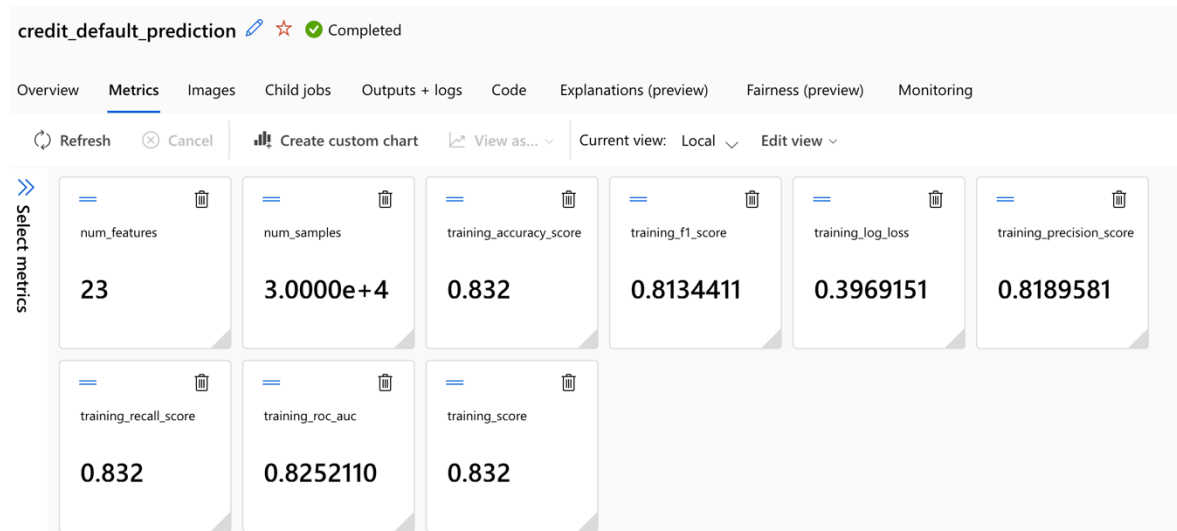 credit_default_prediction Completed
Overview Metrics Images Child jobs Outputs + logs Code Explanations (preview) Fairness (preview) Monitoring
Refresh Cancel Create custom chart View as... Current view: Local Edit view
Select metrics
num_features num_samples training_accuracy_score training_f1_score training_log_loss training_precision_score
23 3.0000e+4 0.832 0.8134411 0.3969151 0.8189581
training_recall_score training_roc_auc training_score
0.832 0.8252110 0.832